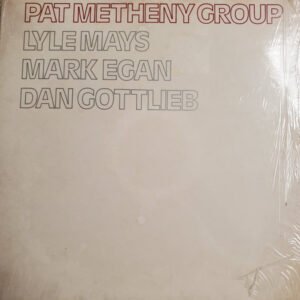 PAT METHENY GROUP
LYLE MAYS
MARK EGAN
DAN GOTTLIEB